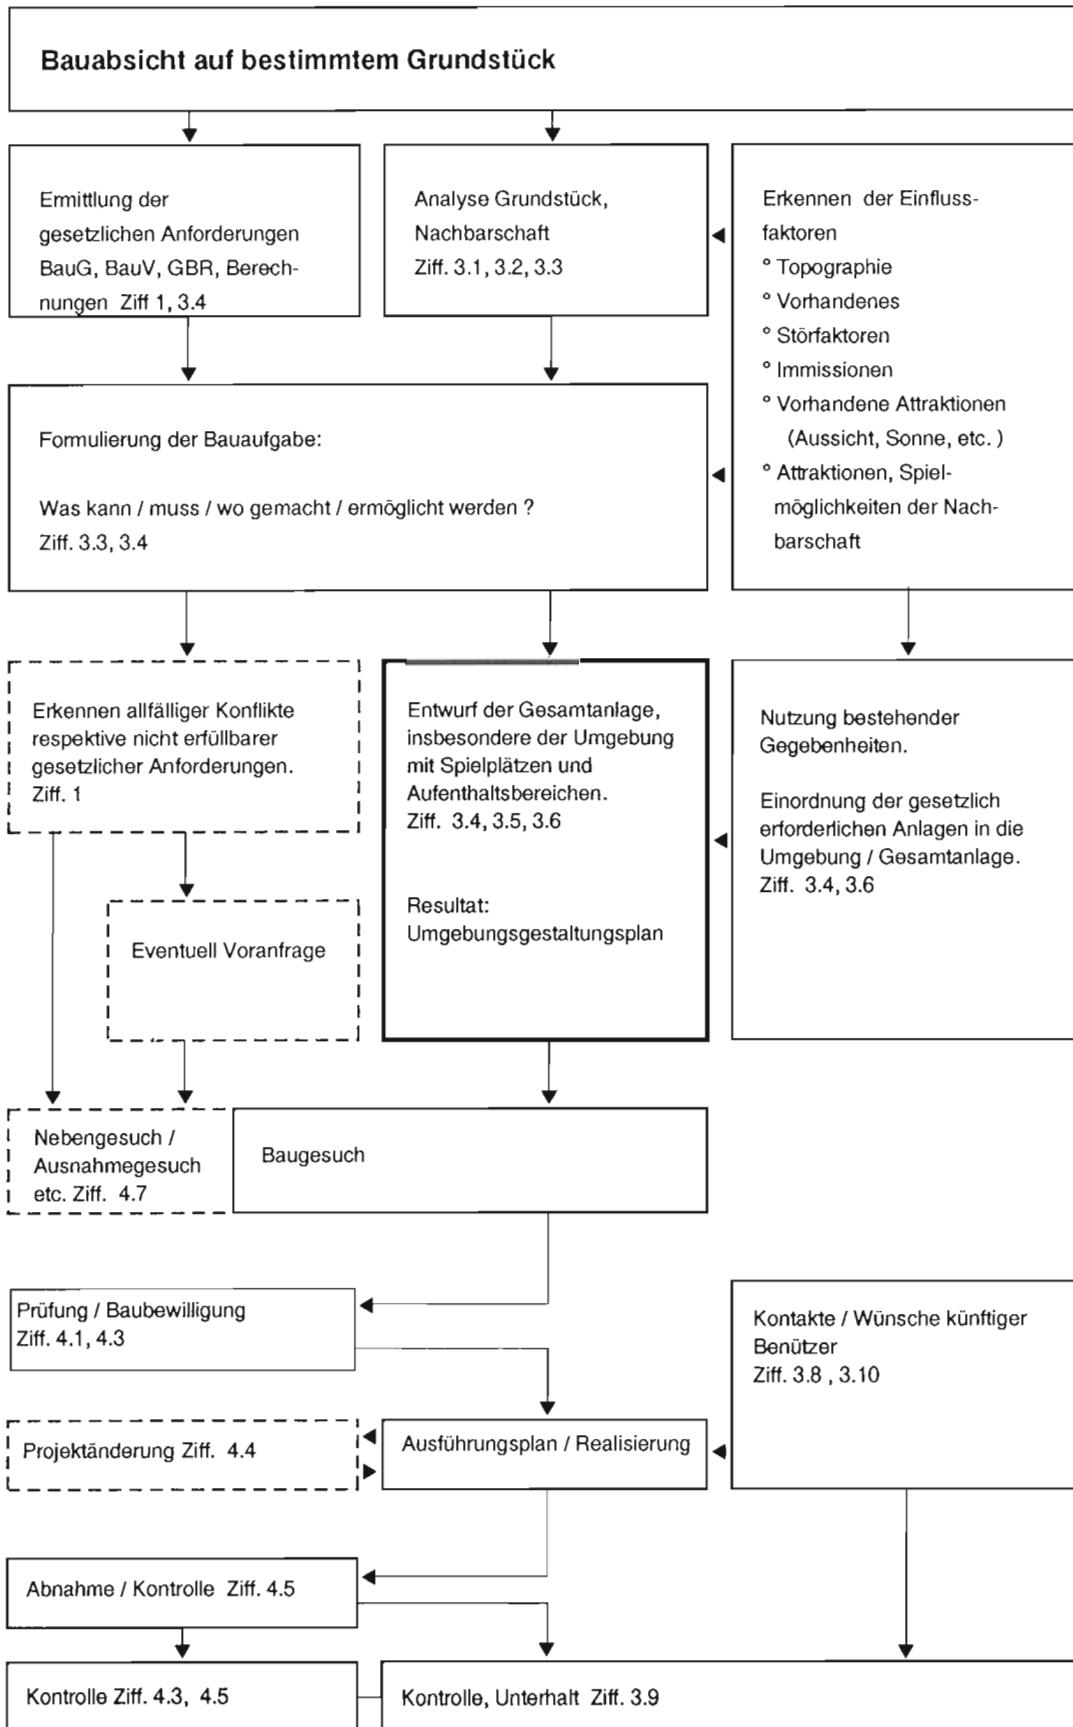 Bauabsicht auf bestimmtem Grundstück
Ermittlung der
gesetzlichen Anforderungen
BauG, BauV, GBR, Berech-
nungen Ziff 1, 3.4
Analyse Grundstück,
Nachbarschaft
Ziff. 3.1, 3.2, 3.3
Erkennen der Einfluss-
faktoren
° Topographie
° Vorhandenes
° Störfaktoren
° Immissionen
° Vorhandene Attraktionen
(Aussicht, Sonne, etc. )
° Attraktionen, Spiel-
möglichkeiten der Nach-
barschaft
Formulierung der Bauaufgabe:
Was kann / muss / wo gemacht / ermöglicht werden ?
Ziff. 3.3, 3.4
Erkennen allfälliger Konflikte
respektive nicht erfüllbarer
gesetzlicher Anforderungen.
Ziff. 1
Entwurf der Gesamtanlage,
insbesondere der Umgebung
mit Spielplätzen und
Aufenthaltsbereichen.
Ziff. 3.4, 3.5, 3.6
Resultat:
Umgebungsgestaltungsplan
Nutzung bestehender
Gegebenheiten.
Einordnung der gesetzlich
erforderlichen Anlagen in die
Umgebung / Gesamtanlage.
Ziff. 3.4, 3.6
Eventuell Voranfrage
Nebengesuch /
Ausnahmegesuch
etc. Ziff. 4.7
Baugesuch
Prüfung / Baubewilligung
Ziff. 4.1, 4.3
Kontakte / Wünsche künftiger
Benützer
Ziff. 3.8 , 3.10
Projektänderung Ziff. 4.4
Ausführungsplan / Realisierung
Abnahme / Kontrolle Ziff. 4.5
Kontrolle Ziff. 4.3, 4.5
Kontrolle, Unterhalt Ziff. 3.9